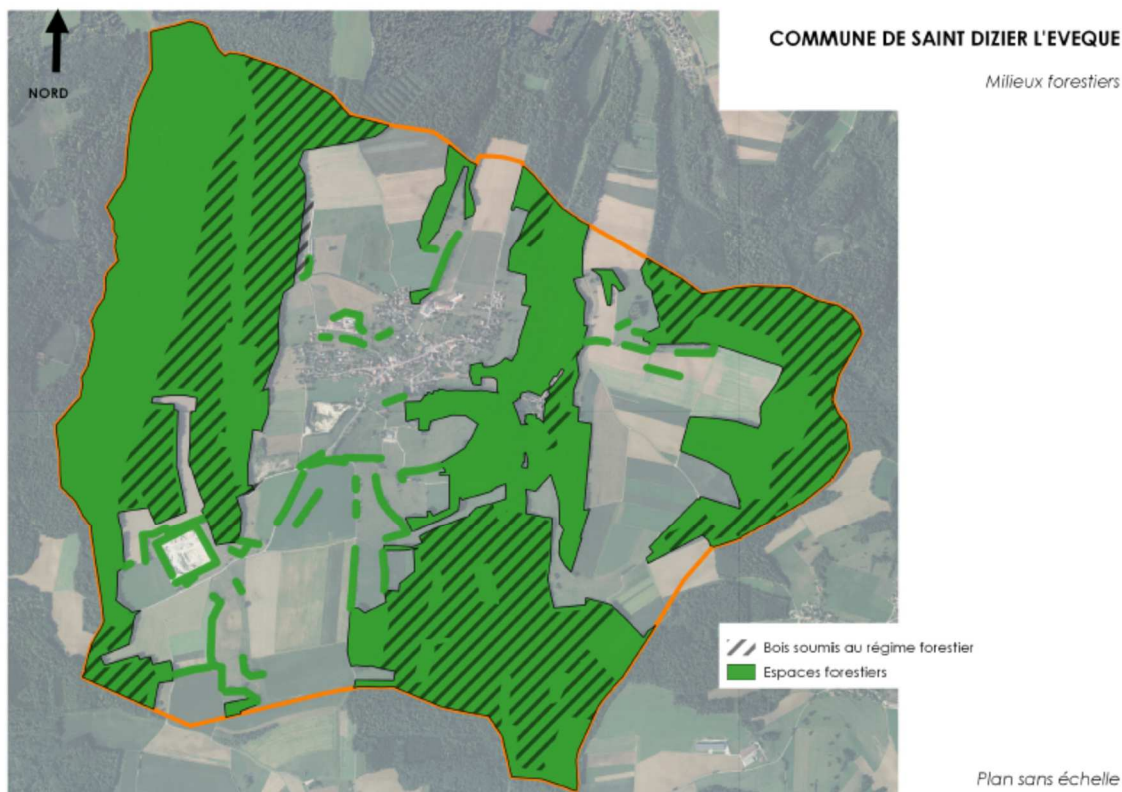 COMMUNE DE SAINT DIZIER L'EVEQUE
Milieux forestiers
NORD
Bois soumis au régime forestier
Espaces forestiers
Plan sans échelle